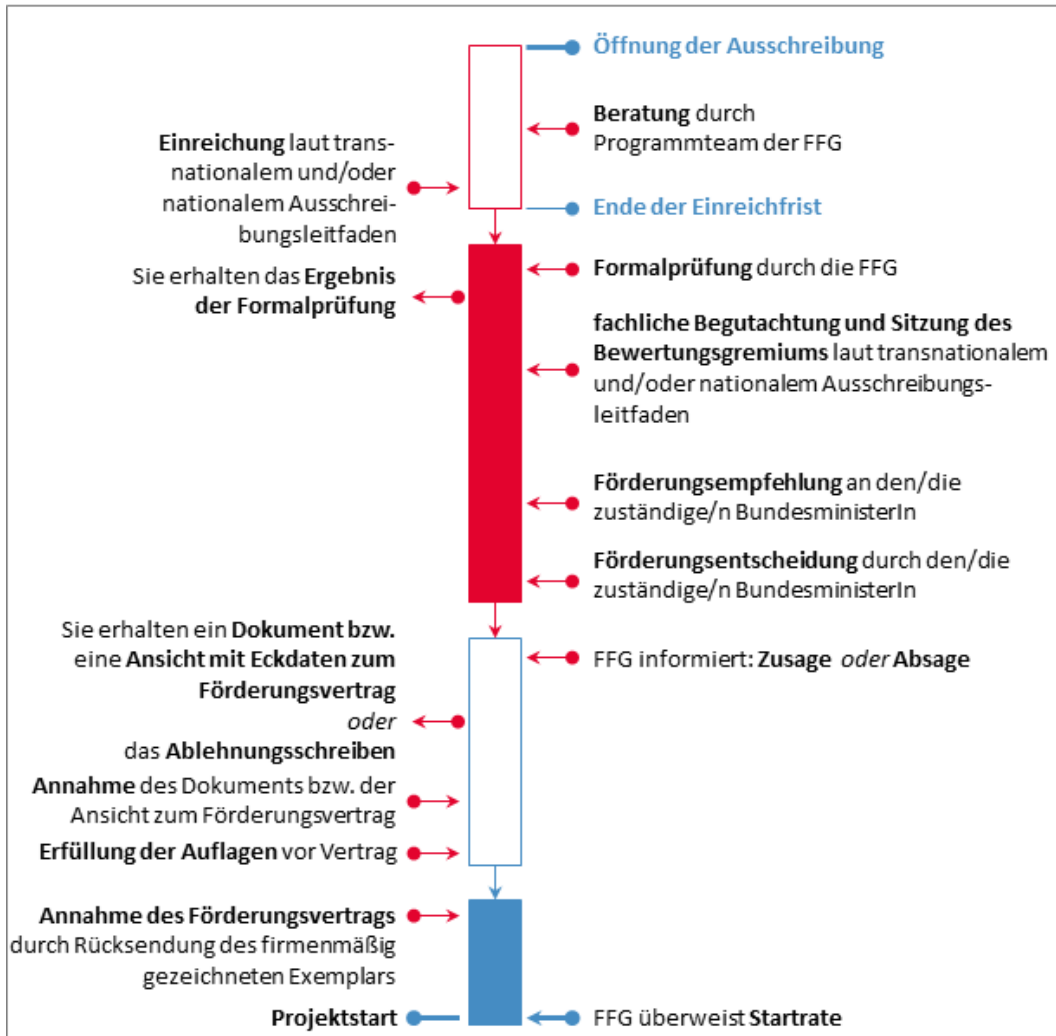 Öffnung der Ausschreibung
Beratung durch
Programmteam der FFG
Einreichung laut trans-
nationalem und/oder
nationalem Ausschrei-
bungsleitfaden
Ende der Einreichfrist
Formalprüfung durch die FFG
Sie erhalten das Ergebnis
der Formalprüfung
fachliche Begutachtung und Sitzung des
Bewertungsgremiums laut transnationalem
und/oder nationalem Ausschreibungs-
leitfaden
Förderungsempfehlung an den/die
zuständige/n BundesministerIn
Förderungsentscheidung durch den/die
zuständige/n BundesministerIn
FFG informiert: Zusage oder Absage
Sie erhalten ein Dokument bzw.
eine Ansicht mit Eckdaten zum
Förderungsvertrag
oder
das Ablehnungsschreiben
Annahme des Dokuments bzw. der
Ansicht zum Förderungsvertrag
Erfüllung der Auflagen vor Vertrag
Annahme des Förderungsvertrags
durch Rücksendung des firmenmäßig
gezeichneten Exemplars
Projektstart
FFG überweist Startrate